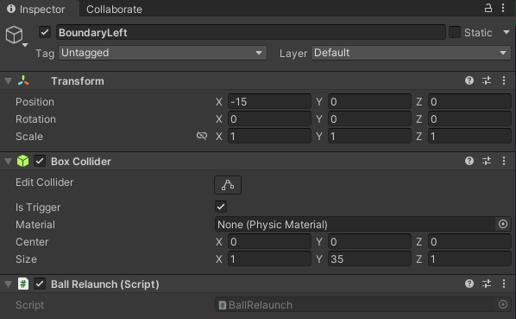 Inspector Collaborate
BoundaryLeft Static
Tag Untagged Layer Default
Transform
Position X -15 Y 0 Z 0
Rotation X 0 Y 0 Z 0
Scale X 1 Y 1 Z 1
Box Collider
Edit Collider
Is Trigger
Material None (Physic Material)
Center X 0 Y 0 Z 0
Size X 1 Y 35 Z 1
# Ball Relaunch (Script)
Script # BallRelaunch